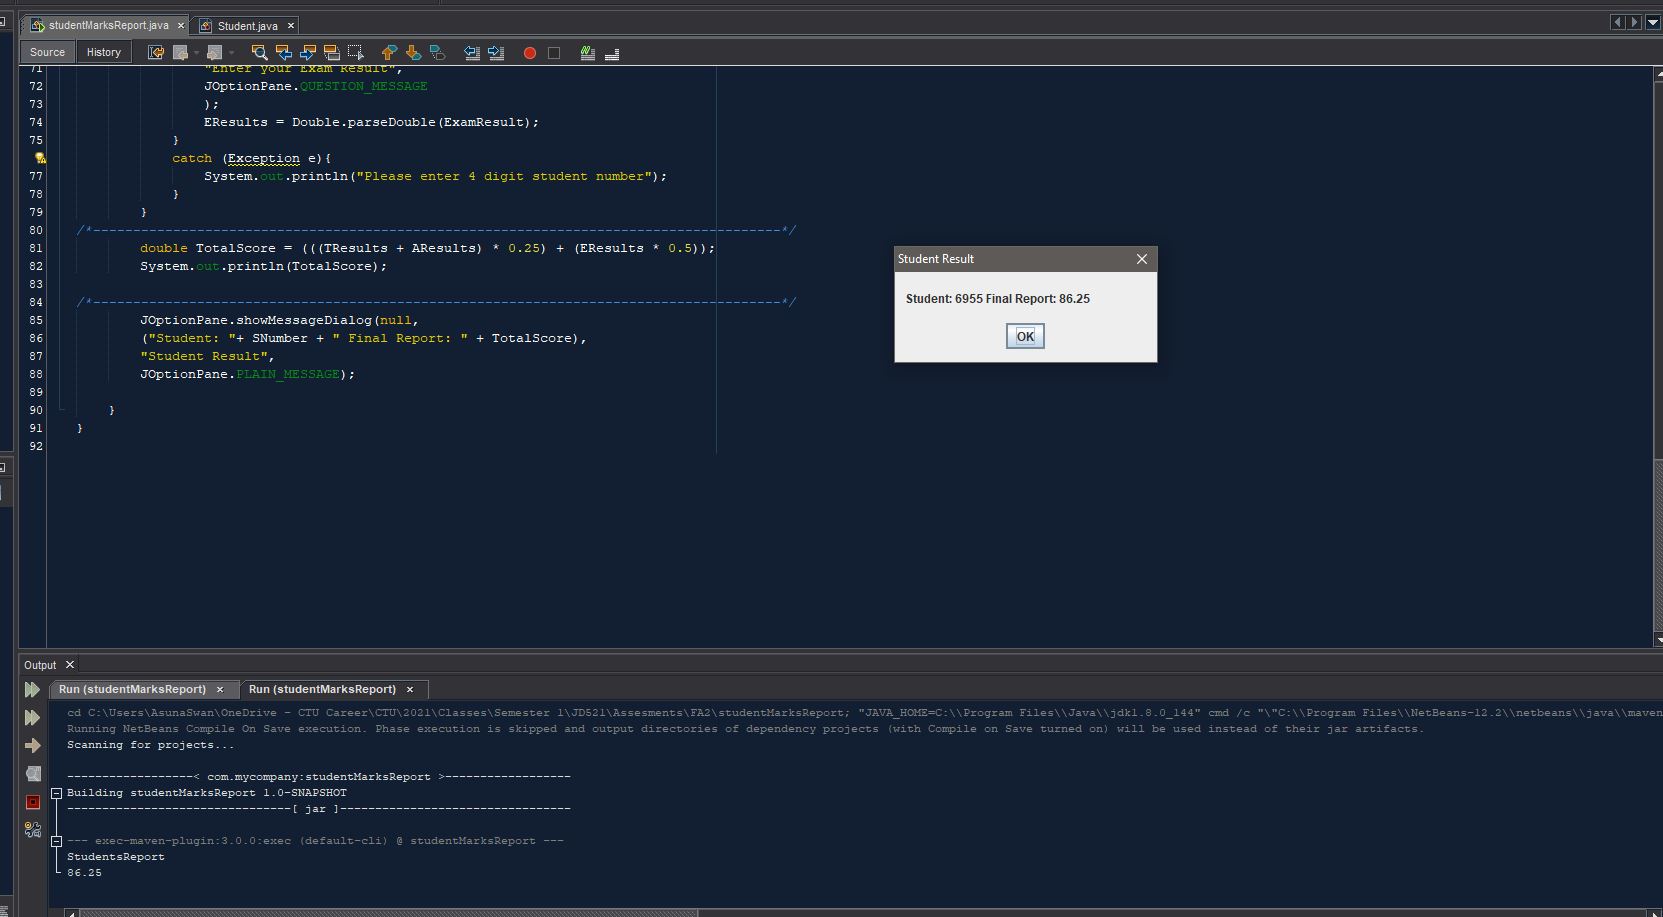 studentMarksReport.java × Student.java ×
Source History
71 "Enter your Exam Result",
72 JOptionPane.QUESTION_MESSAGE
73 );
74 EResults = Double.parseDouble(ExamResult);
75 }
catch (Exception e){
77 System.out.println("Please enter 4 digit student number");
78 }
79 }
80 /*--------------------------------------------------------------------------------------*/
81 double TotalScore = (((TResults + AResults) * 0.25) + (EResults * 0.5));
82 System.out.println(TotalScore);
83
84 /*--------------------------------------------------------------------------------------*/
85 JOptionPane.showMessageDialog(null,
86 ("Student: "+ SNumber + " Final Report: " + TotalScore),
87 "Student Result",
88 JOptionPane.PLAIN_MESSAGE);
89
90 }
91 }
92
Student Result
Student: 6955 Final Report: 86.25
OK
Output ×
Run (studentMarksReport) × Run (studentMarksReport) ×
cd C:\Users\AsunaSwan\OneDrive - CTU Career\CTU\2021\Classes\Semester 1\JD521\Assesments\FA2\studentMarksReport; "JAVA_HOME=C:\\Program Files\\Java\\jdk1.8.0_144" cmd /c "\"C:\\Program Files\\NetBeans-12.2\\netbeans\\java\\maven
Running NetBeans Compile On Save execution. Phase execution is skipped and output directories of dependency projects (with Compile on Save turned on) will be used instead of their jar artifacts.
Scanning for projects...
------------------< com.mycompany:studentMarksReport >------------------
Building studentMarksReport 1.0-SNAPSHOT
--------------------------------[ jar ]---------------------------------
--- exec-maven-plugin:3.0.0:exec (default-cli) @ studentMarksReport ---
StudentsReport
86.25